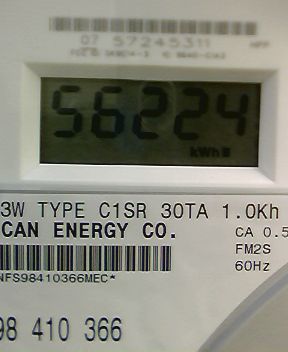 07 57245311
56224
kWh
3W TYPE C1SR 30TA 1.0Kh
CAN ENERGY CO.
CA 0.5
FM2S
60Hz
NFS98410366MEC*
98 410 366